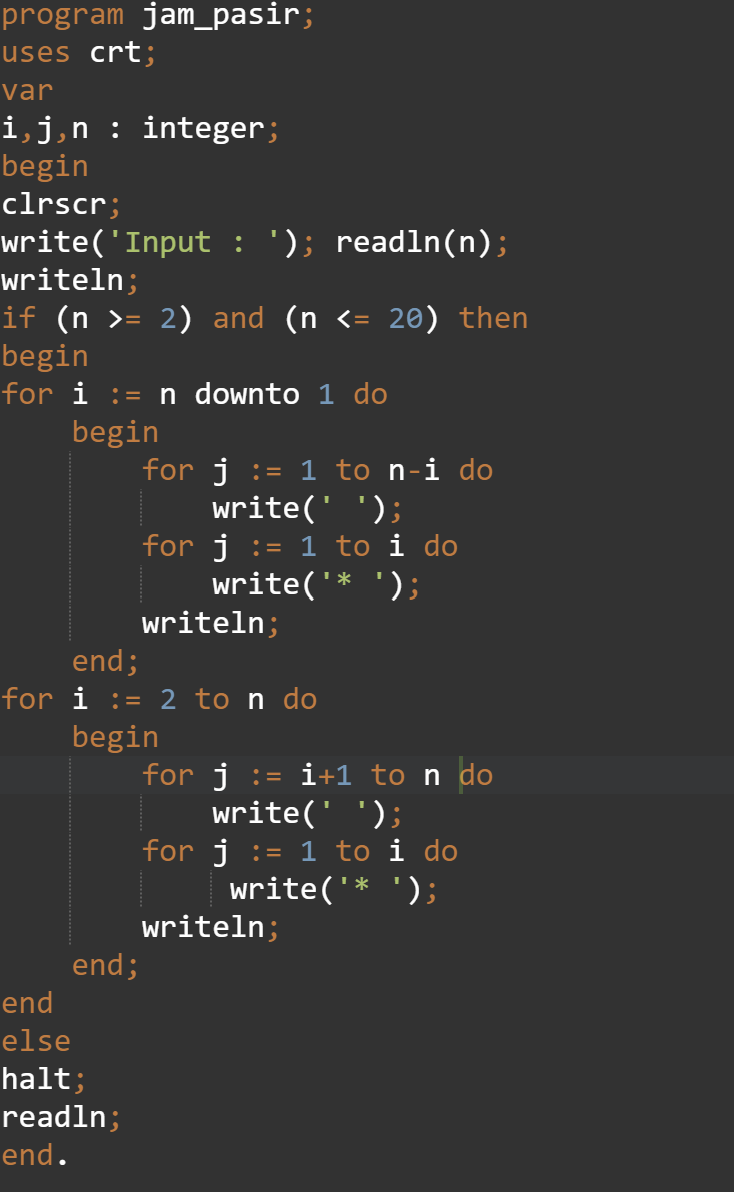 program jam_pasir;
uses crt;
var
i,j,n : integer;
begin
clrscr;
write('Input : '); readln(n);
writeln;
if (n >= 2) and (n <= 20) then
begin
for i := n downto 1 do
    begin
        for j := 1 to n-i do
            write(' ');
        for j := 1 to i do
            write('* ');
        writeln;
    end;
for i := 2 to n do
    begin
        for j := i+1 to n do
            write(' ');
        for j := 1 to i do
             write('* ');
        writeln;
    end;
end
else
halt;
readln;
end.